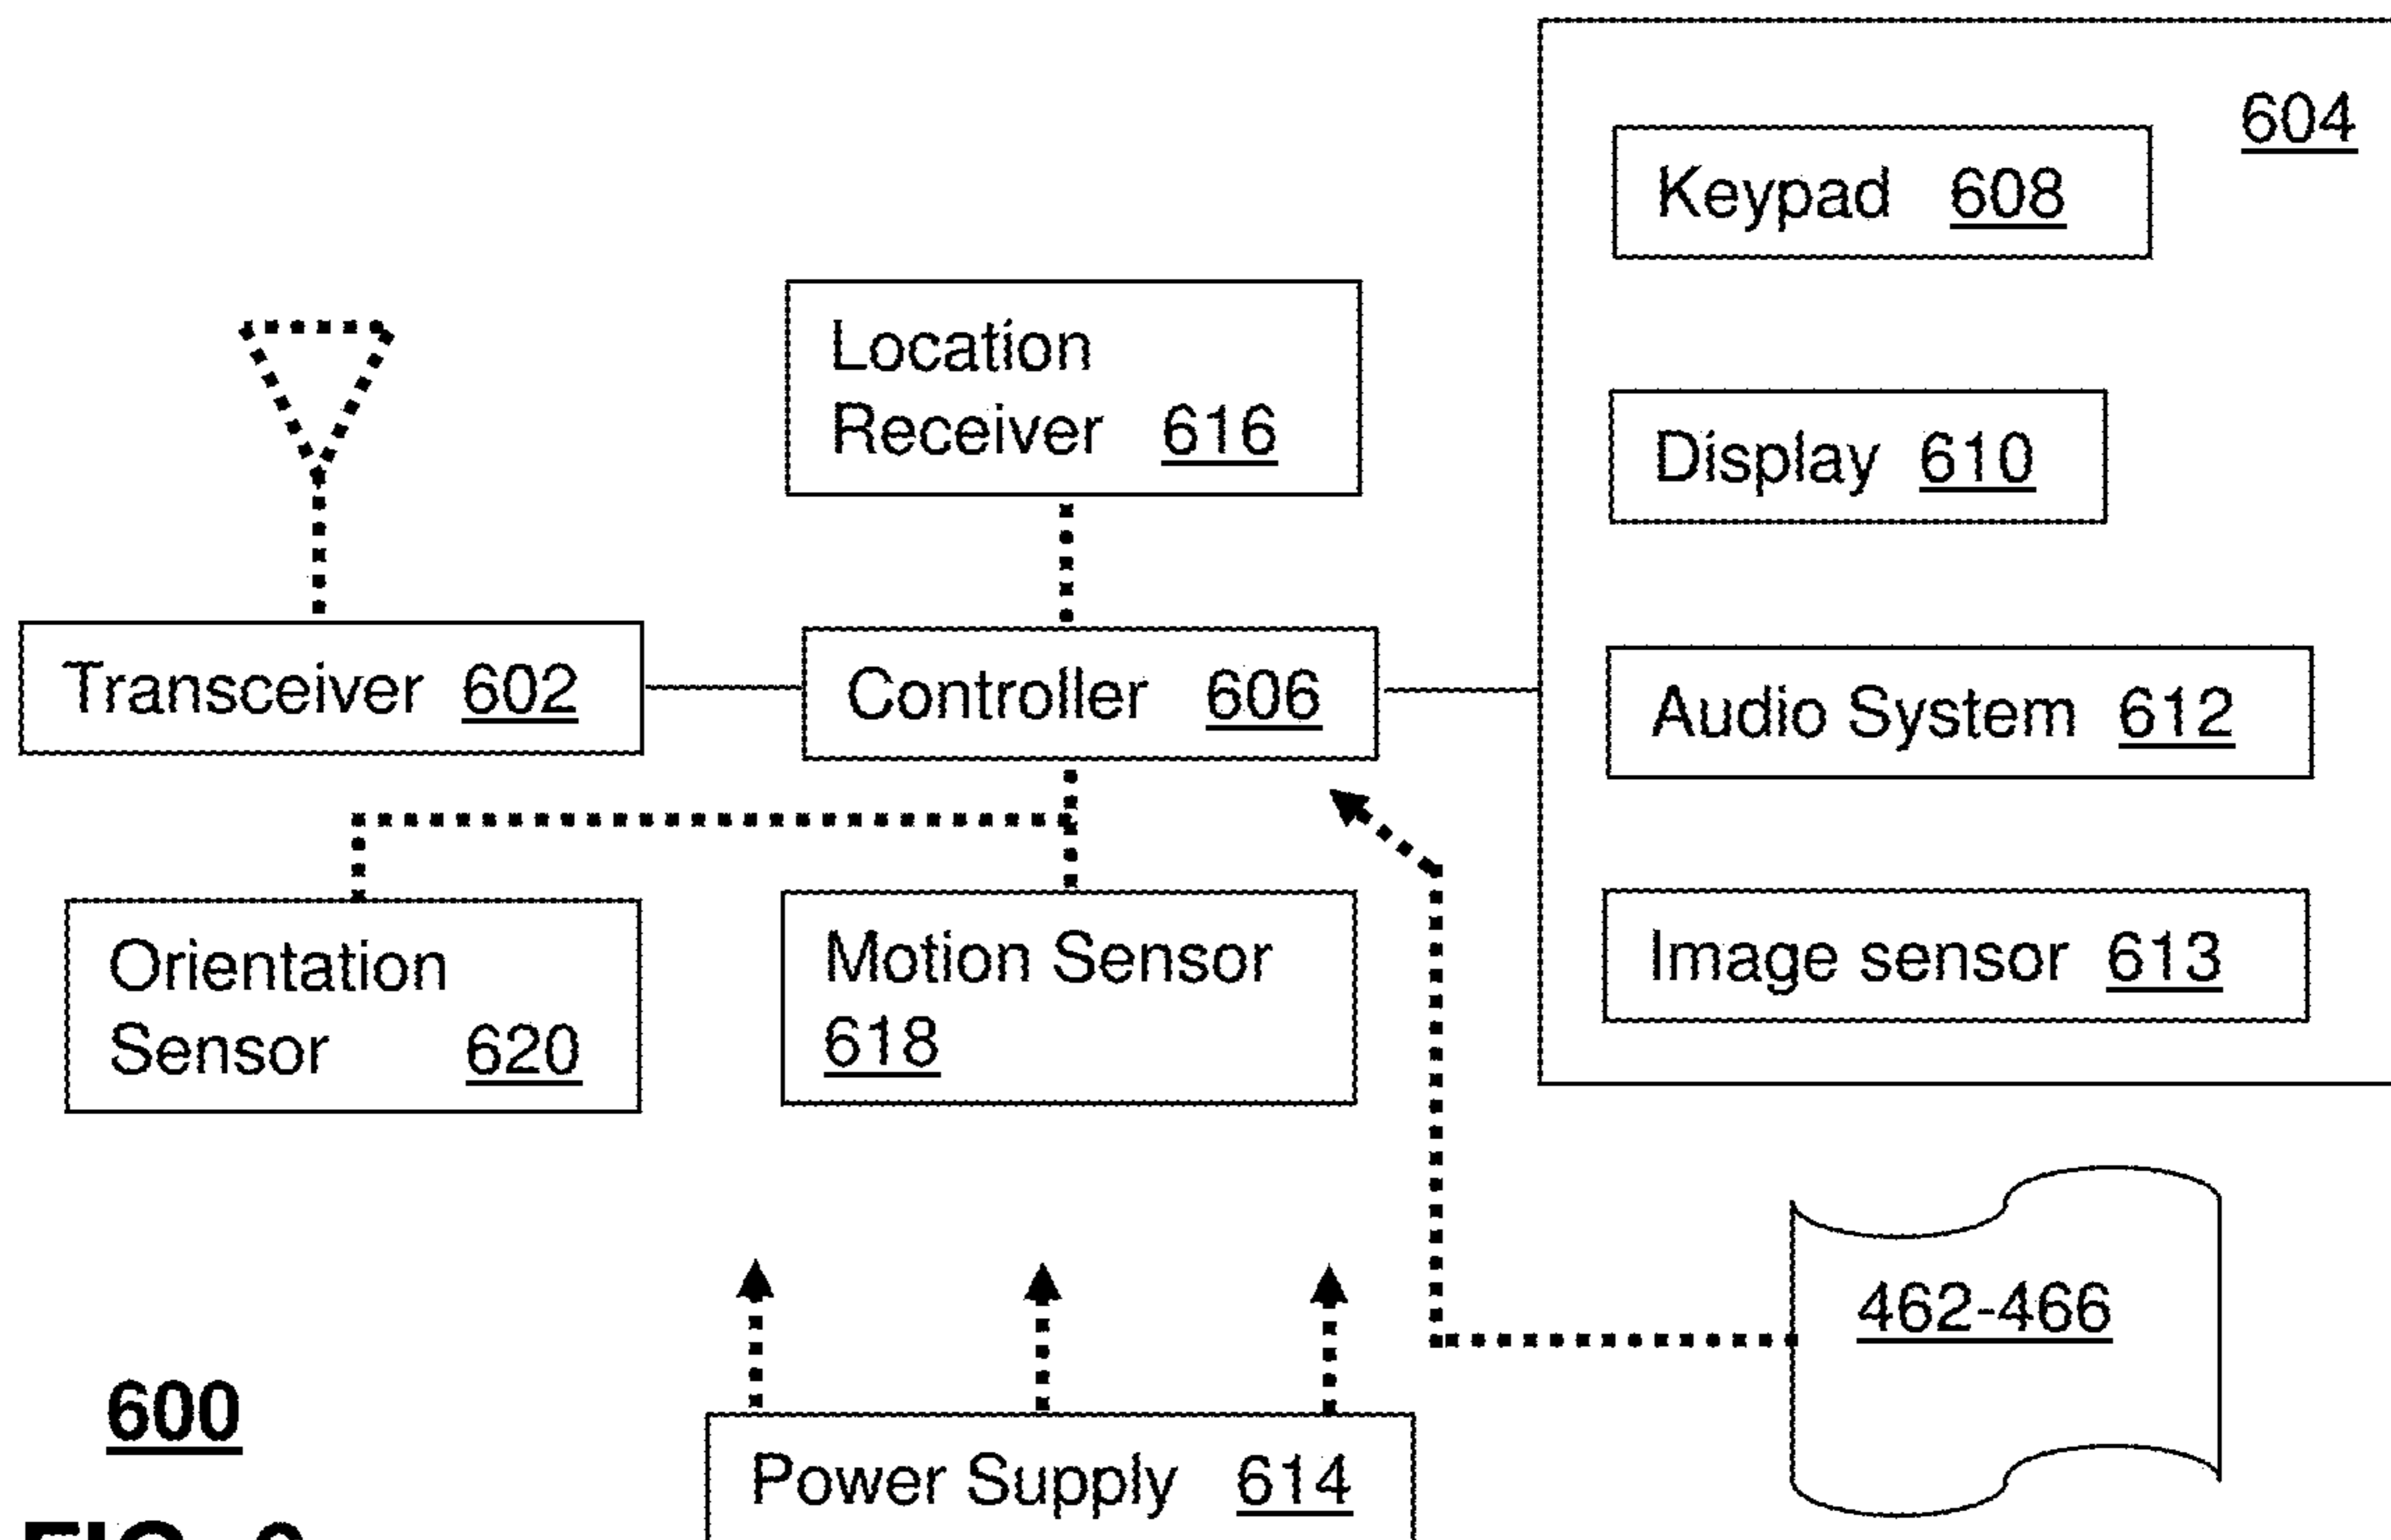 604
Keypad 608
Location
Receiver 616
Display 610
Transceiver 602
Controller 606
Audio System 612
Orientation
Sensor 620
Motion Sensor
618
Image sensor 613
462-466
600
Power Supply 614
FIG.